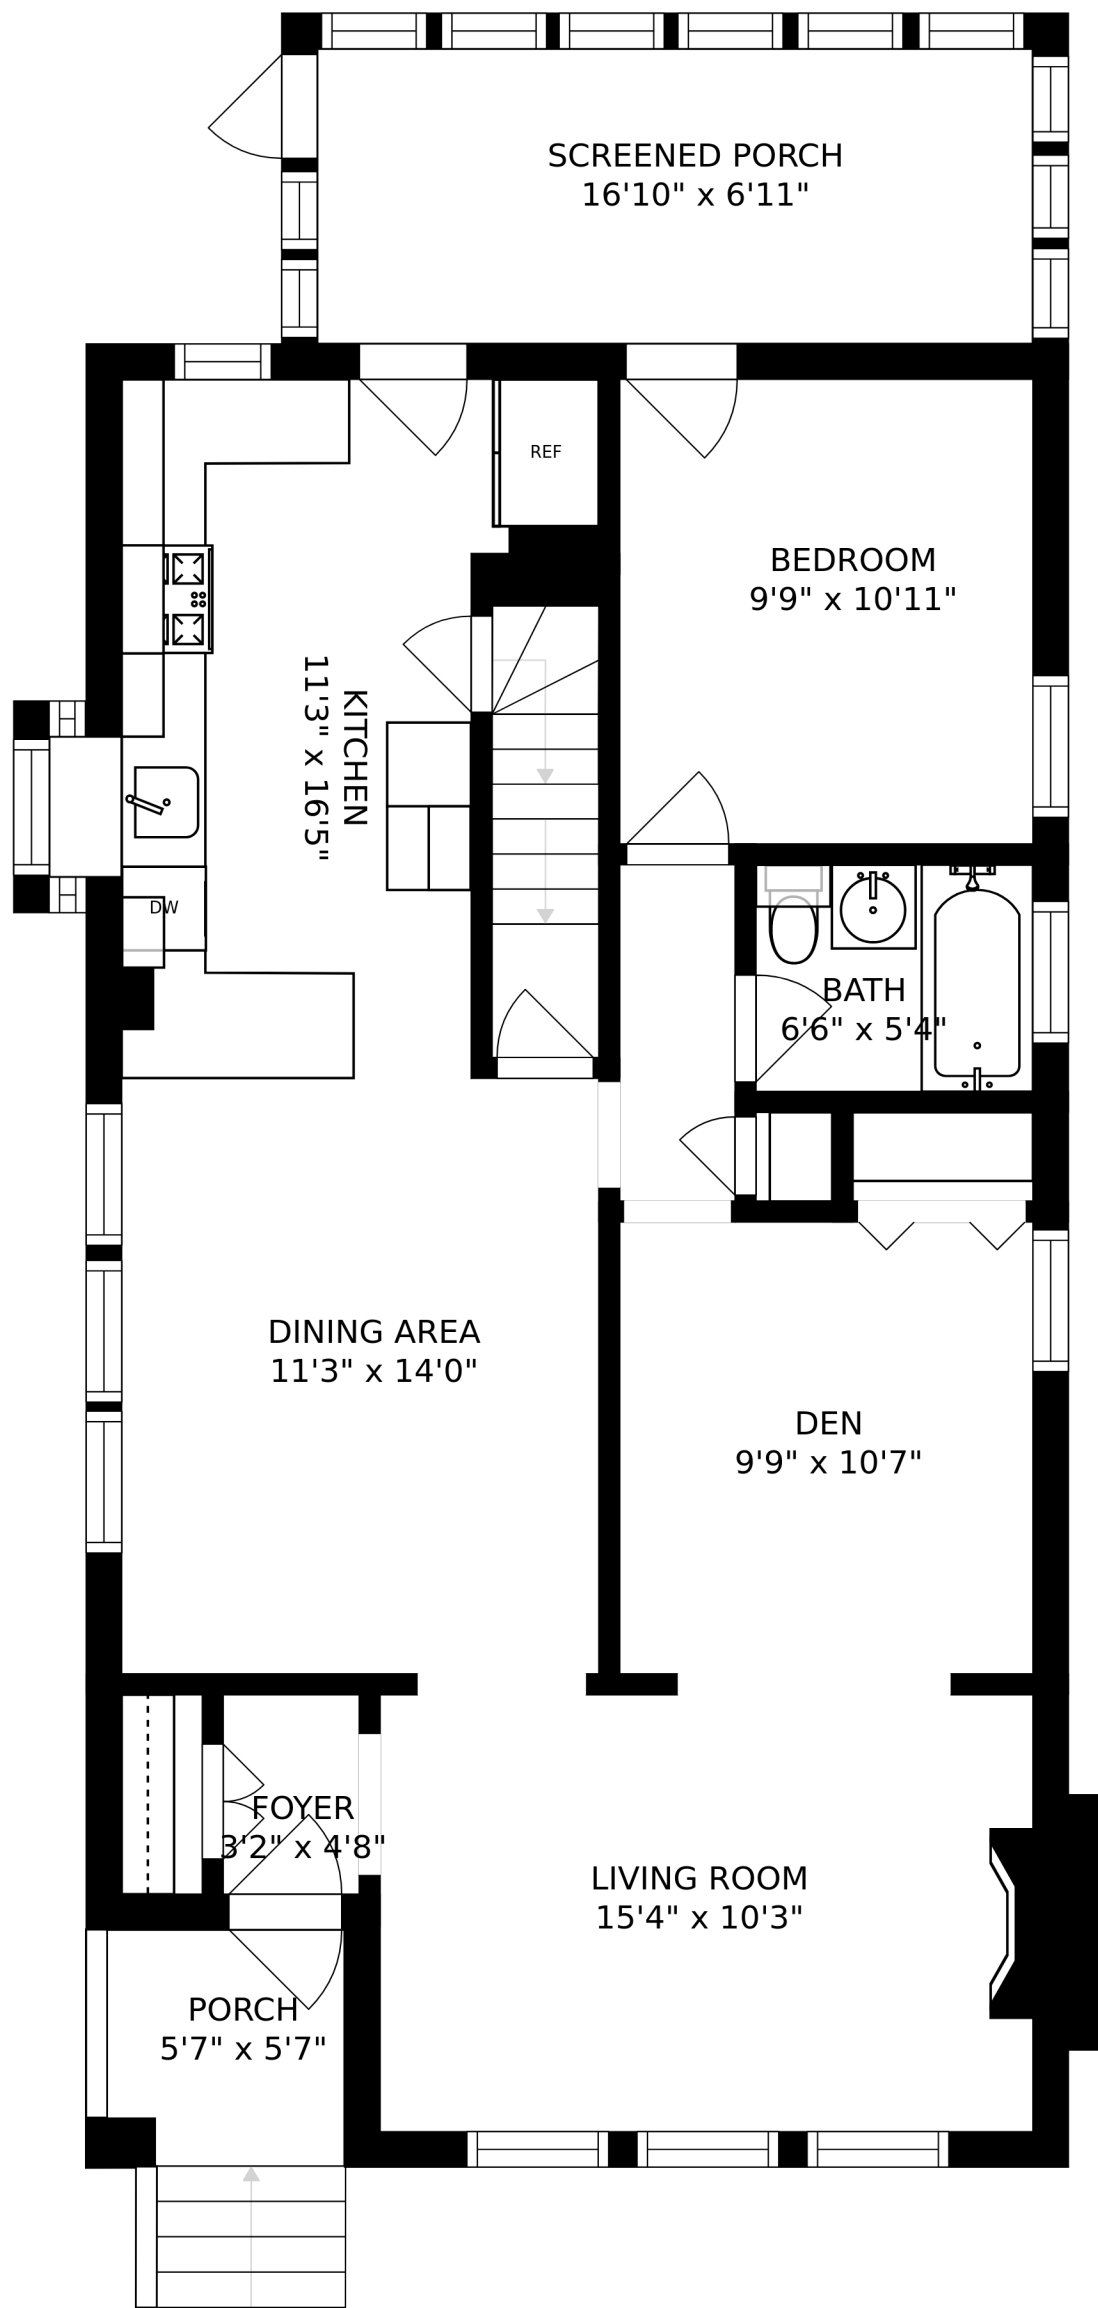 SCREENED PORCH
16'10" x 6'11"
REF
BEDROOM
9'9" x 10'11"
KITCHEN
11'3" x 16'5"
DW
BATH
6'6" x 5'4"
DINING AREA
11'3" x 14'0"
DEN
9'9" x 10'7"
FOYER
3'2" x 4'8"
LIVING ROOM
15'4" x 10'3"
PORCH
5'7" x 5'7"